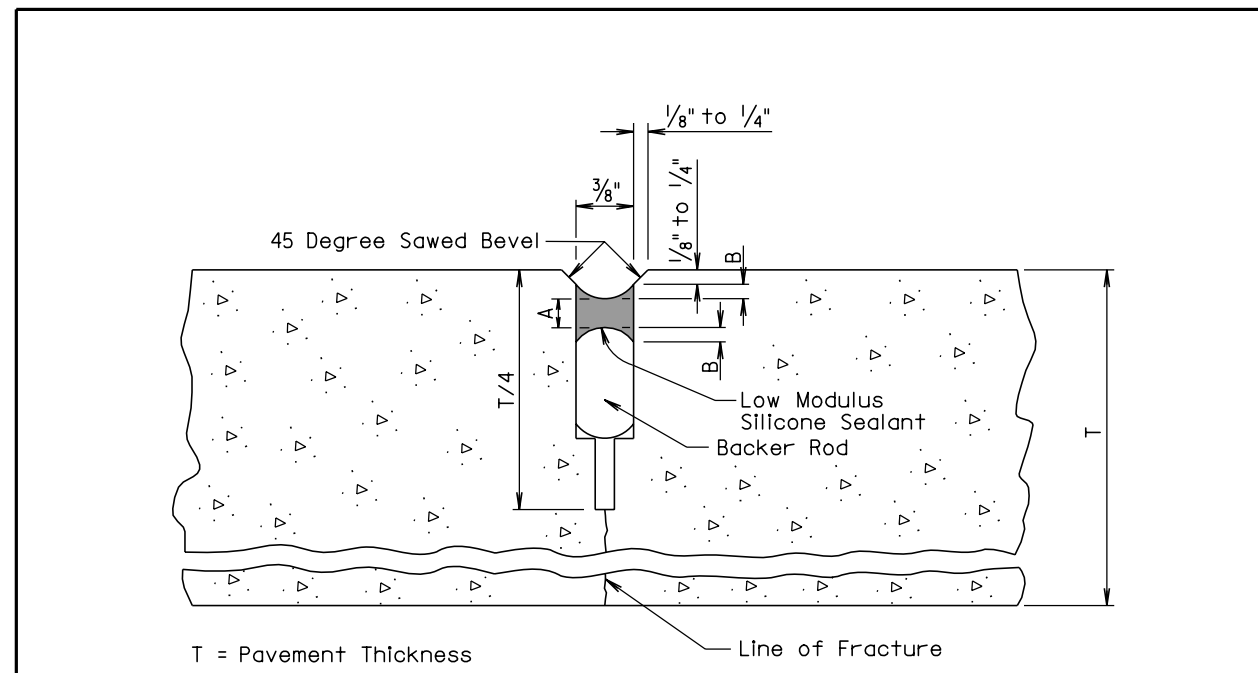 1/8" to 1/4"
3/8"
1/8" to 1/4"
45 Degree Sawed Bevel
B
A
B
T/4
Low Modulus
Silicone Sealant
Backer Rod
T
T = Pavement Thickness
Line of Fracture